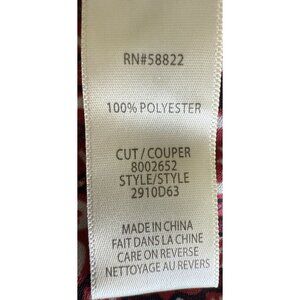 RN#58822
100% POLYESTER
CUT / COUPER
8002652
STYLE/STYLE
2910D63
MADE IN CHINA
FAIT DANS LA CHINE
CARE ON REVERSE
NETTOYAGE AU REVERS